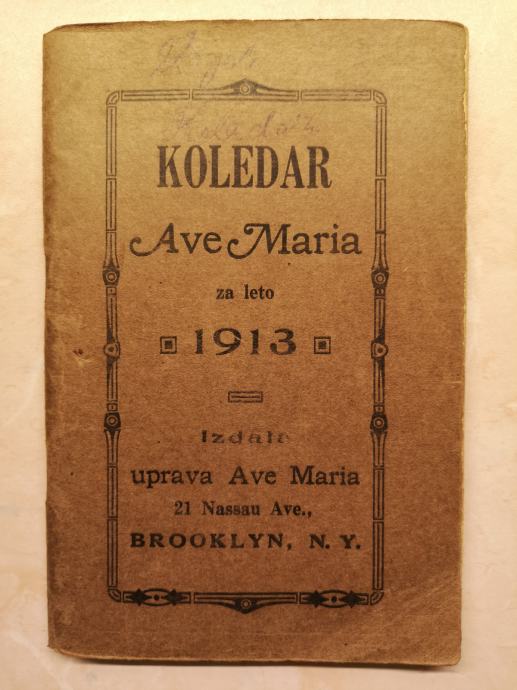 KOLEDAR
Ave Maria
za leto
1913
Izdala
uprava Ave Maria
21 Nassau Ave.,
BROOKLYN, N. Y.